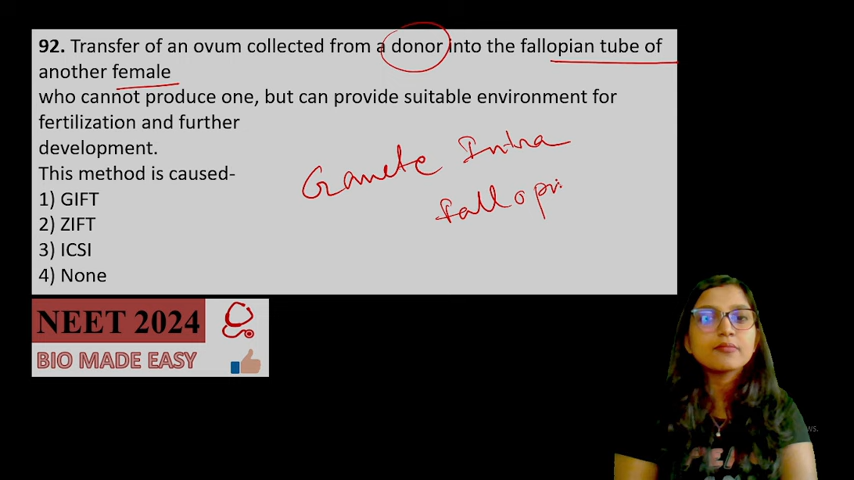 92. Transfer of an ovum collected from a donor into the fallopian tube of
another female
who cannot produce one, but can provide suitable environment for
fertilization and further
development.
This method is caused-
1) GIFT
2) ZIFT
3) ICSI
4) None
Gamete Intra
Fallopi
NEET 2024
BIO MADE EASY